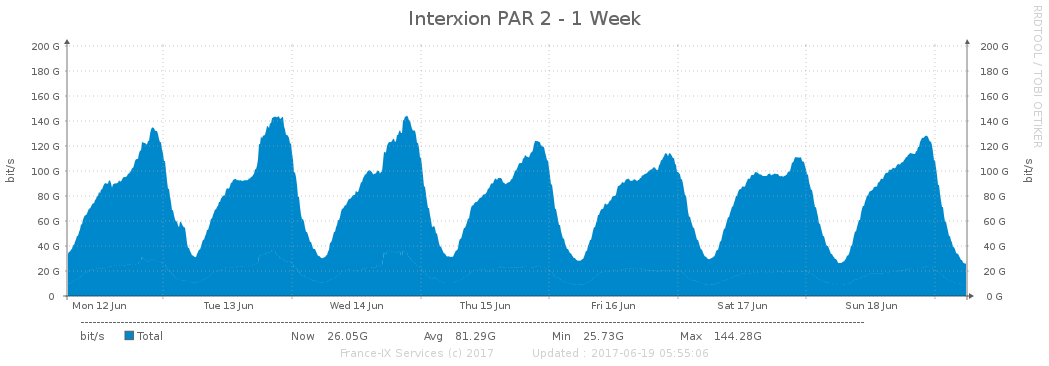 Interxion PAR 2 - 1 Week
RRDTOOL / TOBI OETIKER
200 G 200 G
180 G 180 G
160 G 160 G
140 G 140 G
120 G 120 G
100 G 100 G
80 G 80 G
60 G 60 G
40 G 40 G
20 G 20 G
0 0 G
bit/s
bit/s
Mon 12 Jun Tue 13 Jun Wed 14 Jun Thu 15 Jun Fri 16 Jun Sat 17 Jun Sun 18 Jun
bit/s Total Now 26.05G Avg 81.29G Min 25.73G Max 144.28G
France-IX Services (c) 2017 Updated : 2017-06-19 05:55:06